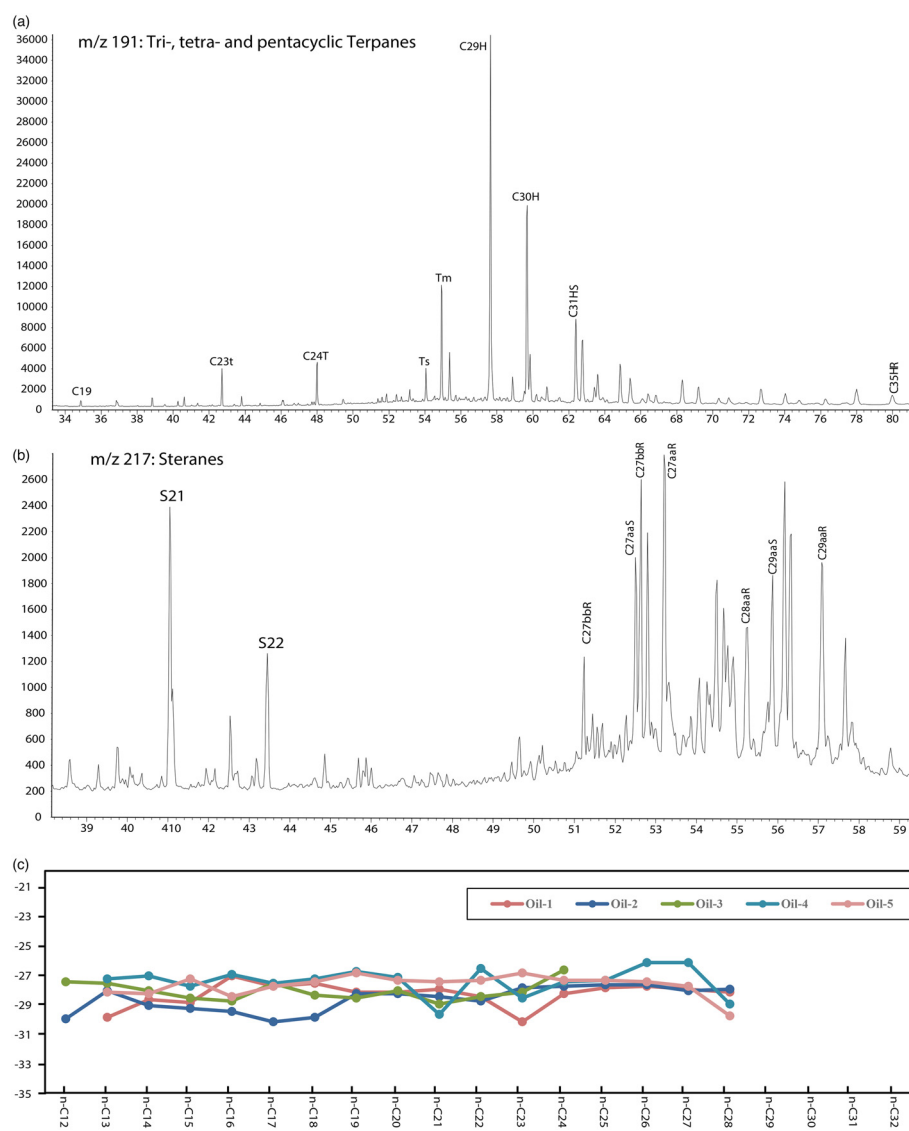 (a)
m/z 191: Tri-, tetra- and pentacyclic Terpanes
36000
34000
32000
30000
28000
26000
24000
22000
20000
18000
16000
14000
12000
10000
8000
6000
4000
2000
0
C19
C23t
C24T
Ts
Tm
C29H
C30H
C31HS
C35HR
34 36 38 40 42 44 46 48 50 52 54 56 58 60 62 64 66 68 70 72 74 76 78 80
(b)
m/z 217: Steranes
2600
2400
2200
2000
1800
1600
1400
1200
1000
800
600
400
200
0
S21
S22
C27bbR
C27aaS
C27bbR
C27aaR
C28aaR
C29aaS
C29aaR
39 40 410 42 43 44 45 46 47 48 49 50 51 52 53 54 55 56 57 58 59
(c)
-21
-23
-25
-27
-29
-31
-33
-35
Oil-1 Oil-2 Oil-3 Oil-4 Oil-5
n-C12 n-C13 n-C14 n-C15 n-C16 n-C17 n-C18 n-C19 n-C20 n-C21 n-C22 n-C23 n-C24 n-C25 n-C26 n-C27 n-C28 n-C29 n-C30 n-C31 n-C32